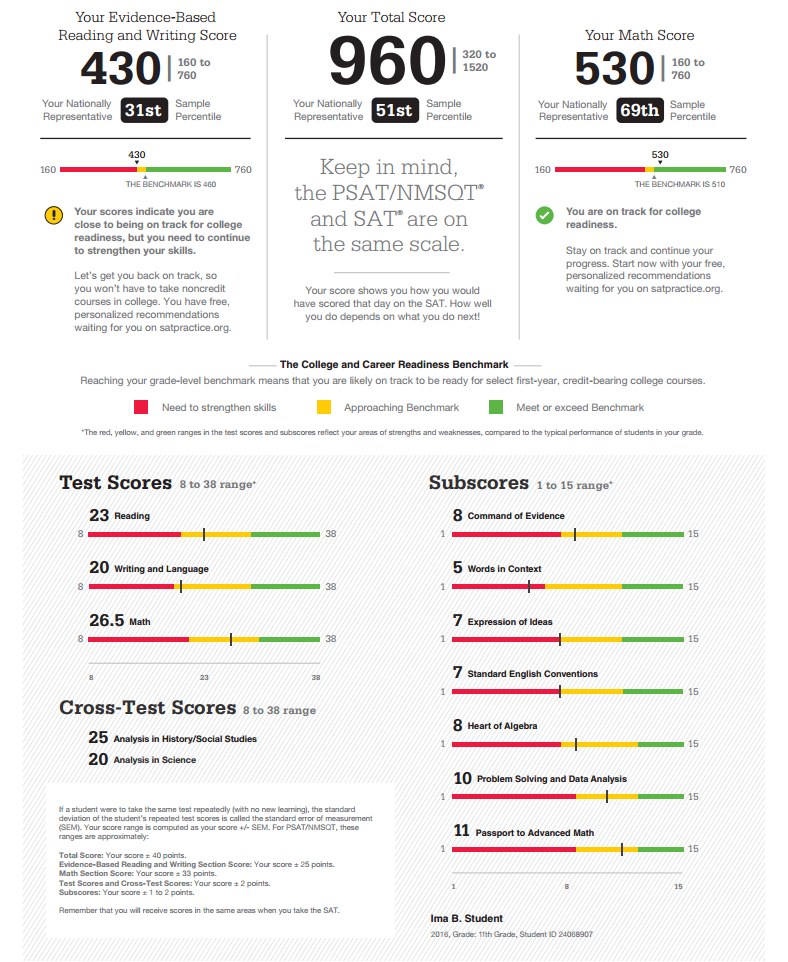 Your Evidence-Based
Reading and Writing Score
430 | 160 to
760
Your Nationally
Representative 31st Sample
Percentile
430
160 760
THE BENCHMARK IS 460
Your scores indicate you are
close to being on track for college
readiness, but you need to continue
to strengthen your skills.
Let's get you back on track, so
you won't have to take noncredit
courses in college. You have free,
personalized recommendations
waiting for you on satpractice.org.
Your Total Score
960 | 320 to
1520
Your Nationally
Representative 51st Sample
Percentile
Keep in mind,
the PSAT/NMSQT®
and SAT® are on
the same scale.
Your score shows you how you would
have scored that day on the SAT. How well
you do depends on what you do next!
Your Math Score
530 | 160 to
760
Your Nationally
Representative 69th Sample
Percentile
530
160 760
THE BENCHMARK IS 510
You are on track for college
readiness.
Stay on track and continue your
progress. Start now with your free,
personalized recommendations
waiting for you on satpractice.org.
The College and Career Readiness Benchmark
Reaching your grade-level benchmark means that you are likely on track to be ready for select first-year, credit-bearing college courses.
Need to strengthen skills Approaching Benchmark Meet or exceed Benchmark
*The red, yellow, and green ranges in the test scores and subscores reflect your areas of strengths and weaknesses, compared to the typical performance of students in your grade.
Test Scores 8 to 38 range*
23 Reading
8 38
20 Writing and Language
8 38
26.5 Math
8 38
8 23 38
Cross-Test Scores 8 to 38 range
25 Analysis in History/Social Studies
20 Analysis in Science
If a student were to take the same test repeatedly (with no new learning), the standard
deviation of the student's repeated test scores is called the standard error of measurement
(SEM). Your score range is computed as your score +/- SEM. For PSAT/NMSQT, these
ranges are approximately:
Total Score: Your score ± 40 points.
Evidence-Based Reading and Writing Section Score: Your score ± 25 points.
Math Section Score: Your score ± 33 points.
Test Scores and Cross-Test Scores: Your score ± 2 points.
Subscores: Your score ± 1 to 2 points.
Remember that you will receive scores in the same areas when you take the SAT.
Subscores 1 to 15 range*
8 Command of Evidence
1 15
5 Words in Context
1 15
7 Expression of Ideas
1 15
7 Standard English Conventions
1 15
8 Heart of Algebra
1 15
10 Problem Solving and Data Analysis
1 15
11 Passport to Advanced Math
1 15
1 8 15
Ima B. Student
2016, Grade: 11th Grade, Student ID 24068907